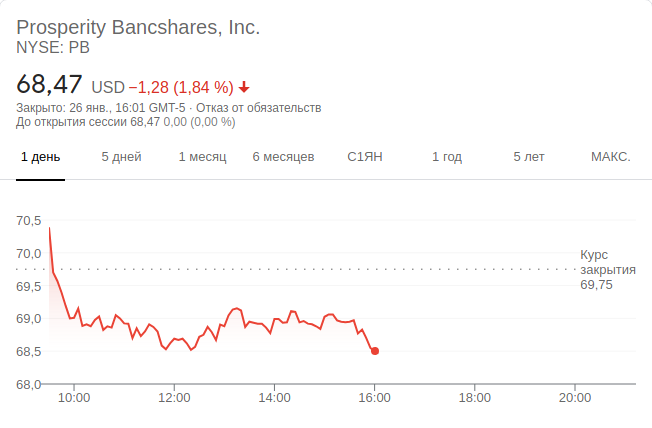 Prosperity Bancshares, Inc.
NYSE: PB
68,47 USD −1,28 (1,84 %)
Закрыто: 26 янв., 16:01 GMT-5 · Отказ от обязательств
До открытия сессии 68,47 0,00 (0,00 %)
1 день 5 дней 1 месяц 6 месяцев С1ЯН 1 год 5 лет МАКС.
70,5
Курс
70,0
закрытия
69,5
69,75
69,0
68,5
68,0
10:00 12:00 14:00 16:00 18:00 20:00